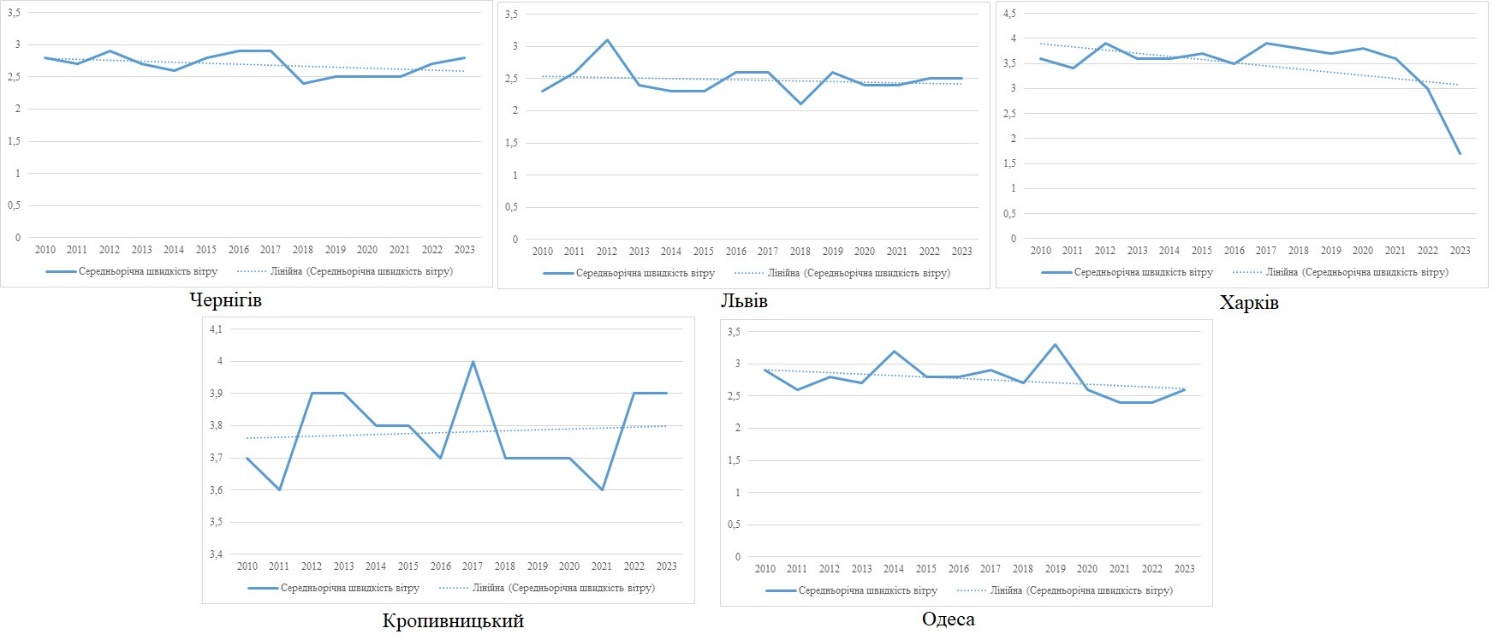 3,5
3
2,5
2
1,5
1
0,5
0
2010 2011 2012 2013 2014 2015 2016 2017 2018 2019 2020 2021 2022 2023
Середньорічна швидкість вітру Лінійна (Середньорічна швидкість вітру)
Чернігів
3,5
3
2,5
2
1,5
1
0,5
0
2010 2011 2012 2013 2014 2015 2016 2017 2018 2019 2020 2021 2022 2023
Середньорічна швидкість вітру Лінійна (Середньорічна швидкість вітру)
Львів
4,5
4
3,5
3
2,5
2
1,5
1
0,5
0
2010 2011 2012 2013 2014 2015 2016 2017 2018 2019 2020 2021 2022 2023
Середньорічна швидкість вітру Лінійна (Середньорічна швидкість вітру)
Харків
4,1
4
3,9
3,8
3,7
3,6
3,5
3,4
2010 2011 2012 2013 2014 2015 2016 2017 2018 2019 2020 2021 2022 2023
Середньорічна швидкість вітру Лінійна (Середньорічна швидкість вітру)
Кропивницький
3,5
3
2,5
2
1,5
1
0,5
0
2010 2011 2012 2013 2014 2015 2016 2017 2018 2019 2020 2021 2022 2023
Середньорічна швидкість вітру Лінійна (Середньорічна швидкість вітру)
Одеса